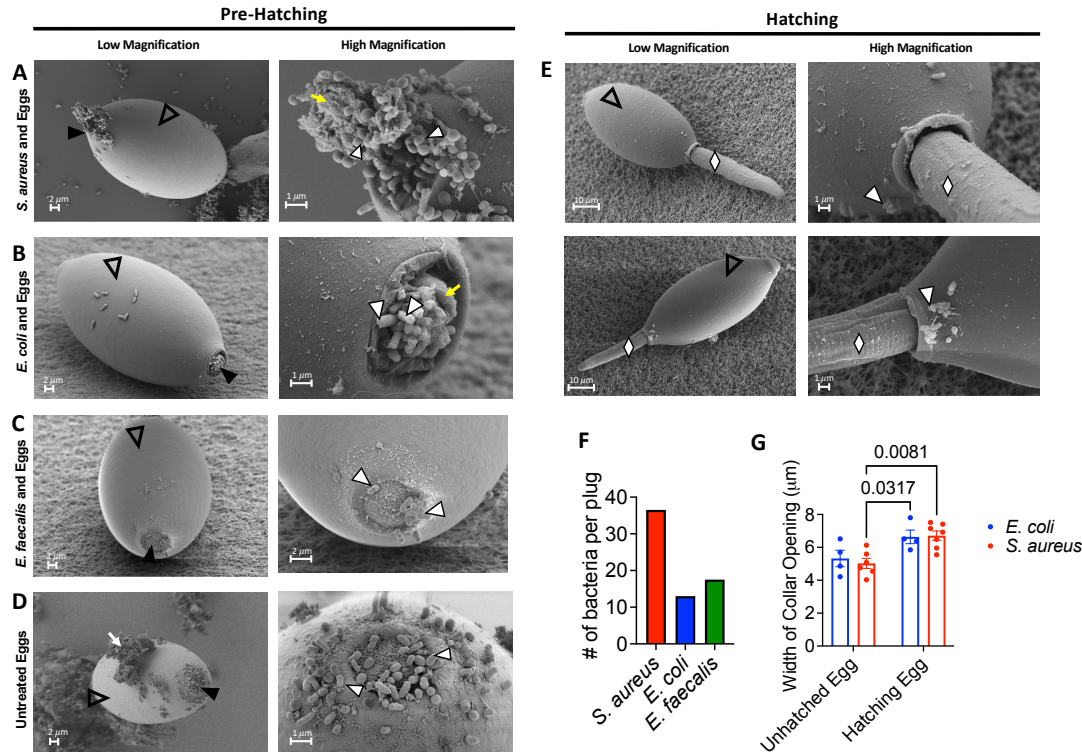 Pre-Hatching
Low Magnification
High Magnification
A
S. aureus and Eggs
2 μm
1 μm
B
E. coli and Eggs
2 μm
1 μm
C
E. faecalis and Eggs
2 μm
2 μm
D
Untreated Eggs
2 μm
1 μm
Hatching
Low Magnification
High Magnification
E
10 μm
1 μm
10 μm
1 μm
F
# of bacteria per plug
40
30
20
10
0
S. aureus
E. coli
E. faecalis
G
Width of Collar Opening (μm)
0.0081
0.0317
8
6
4
2
0
Unhatched Egg
Hatching Egg
E. coli
S. aureus